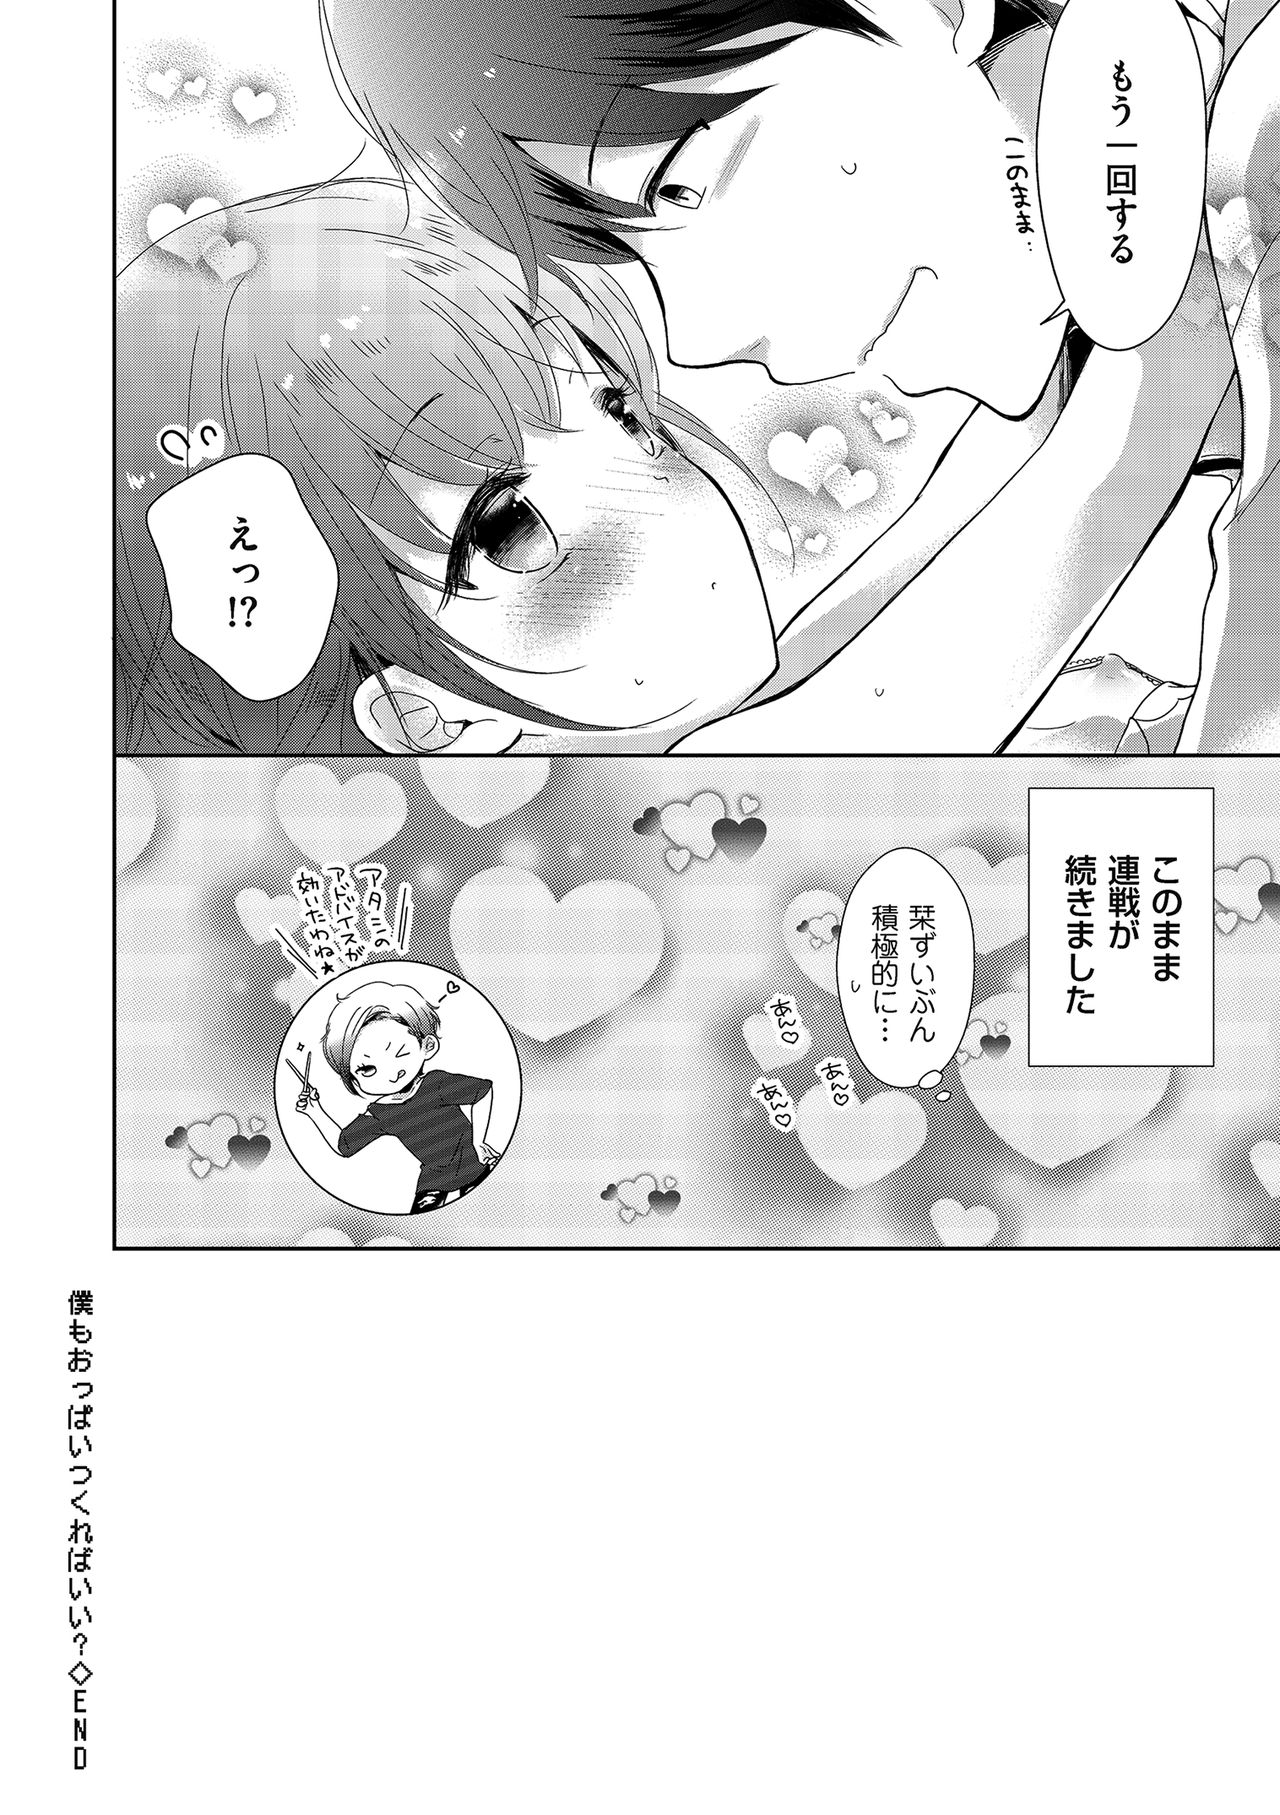 もう一回する
このまま…
えっ!?
このまま
連戦が
続きました
栞ずいぶん
積極的に…
あん♡
あん♡
あん♡
アタシの
アドバイスが
効いたわね★
僕もおっぱいつくればいい?◇END